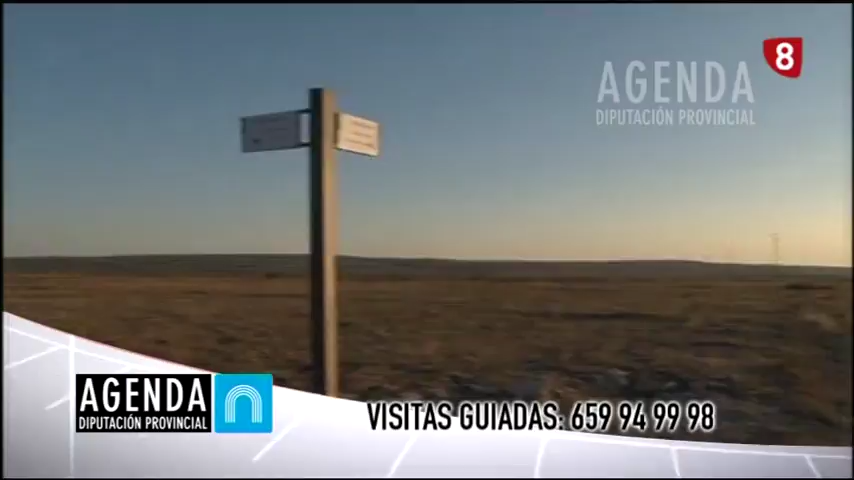 8
AGENDA
DIPUTACIÓN PROVINCIAL
AGENDA
DIPUTACIÓN PROVINCIAL
VISITAS GUIADAS: 659 94 99 98